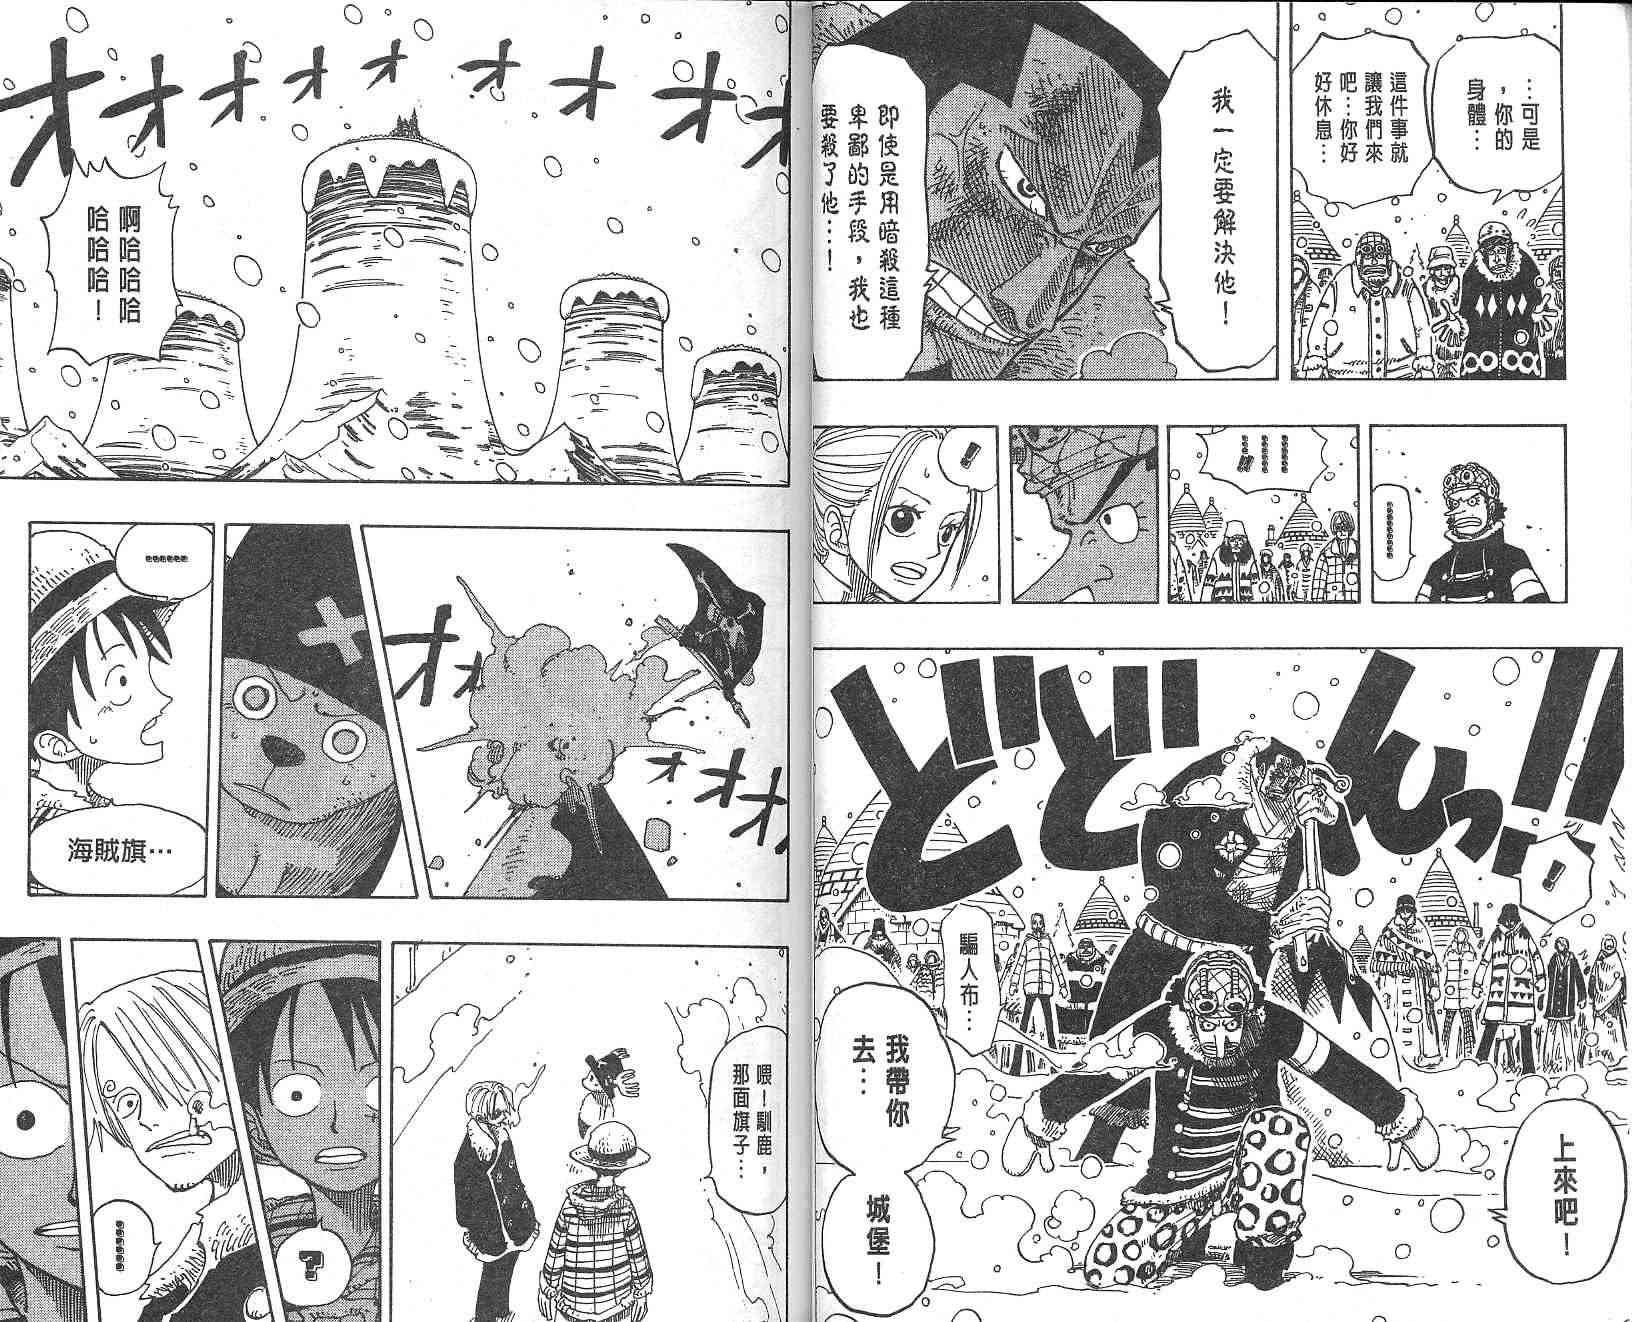 …可是
，你的
身體…
這件事就
讓我們來
吧…你好
好休息…
我一定要解決他！
即使是用暗殺這種
卑鄙的手段，我也
要殺了他…！
………
……
……!!
!
どどんっ!!
!
上來吧！
騙人布…
我帶你
去…
城堡！
オオオオオオオオ
啊哈哈哈
哈哈哈！
オオ
オオオオ
……
海賊旗…
喂！馴鹿，
那面旗子…
?
……